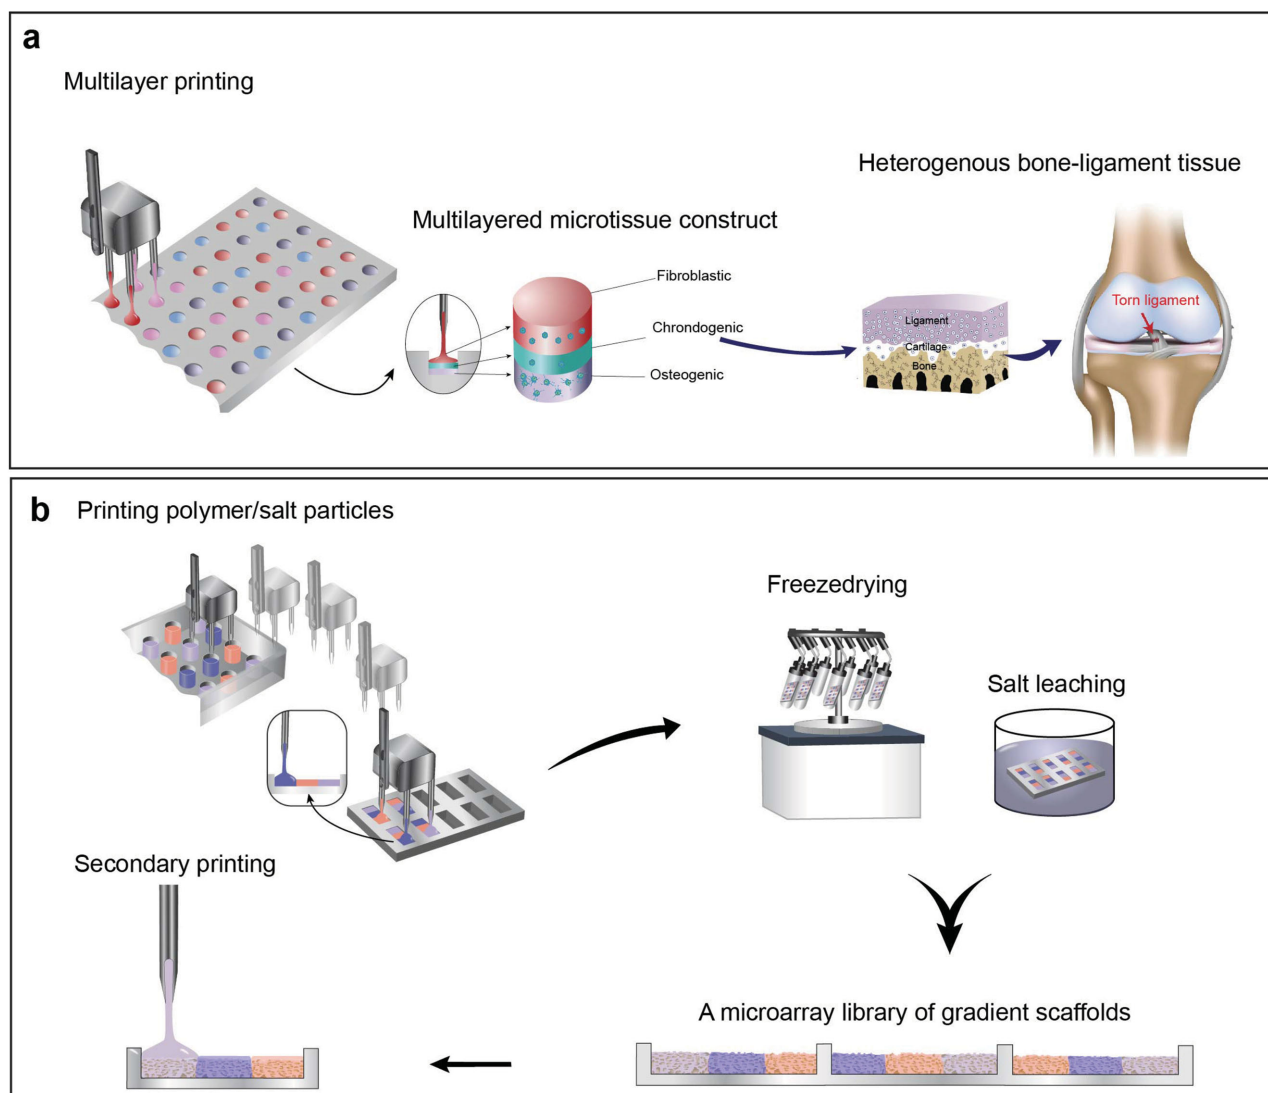 a
Multilayer printing
Heterogenous bone-ligament tissue
Multilayered microtissue construct
Fibroblastic
Chrondogenic
Osteogenic
Ligament
Cartilage
Bone
Torn ligament
b
Printing polymer/salt particles
Freezedrying
Salt leaching
Secondary printing
A microarray library of gradient scaffolds